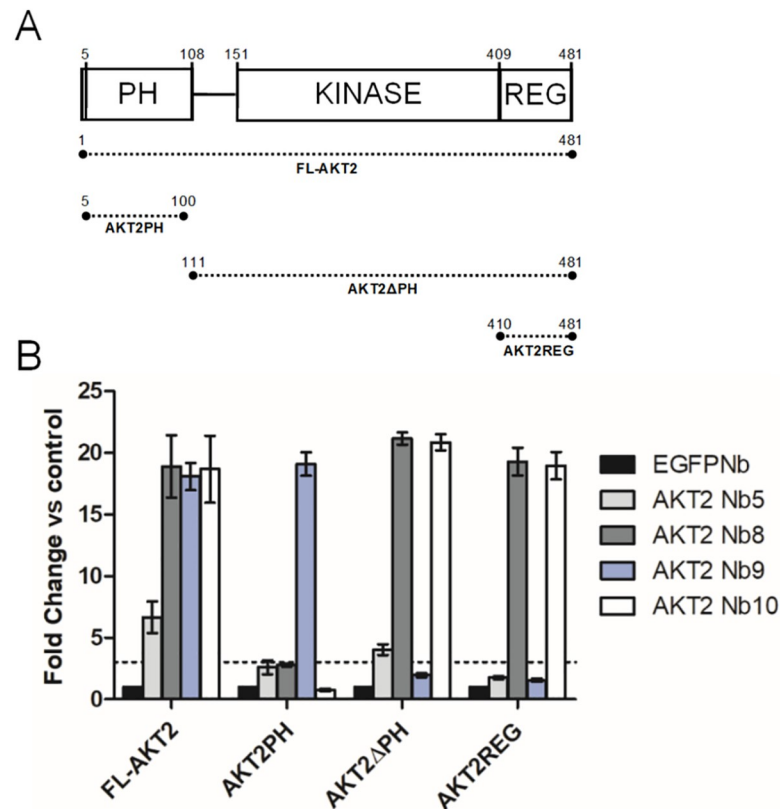 A
5 108 151 409 481
PH KINASE REG
1 481
FL-AKT2
5 100
AKT2PH
111 481
AKT2ΔPH
410 481
AKT2REG
B
Fold Change vs control
25
20
15
10
5
0
FL-AKT2
AKT2PH
AKT2ΔPH
AKT2REG
EGFPNb
AKT2 Nb5
AKT2 Nb8
AKT2 Nb9
AKT2 Nb10